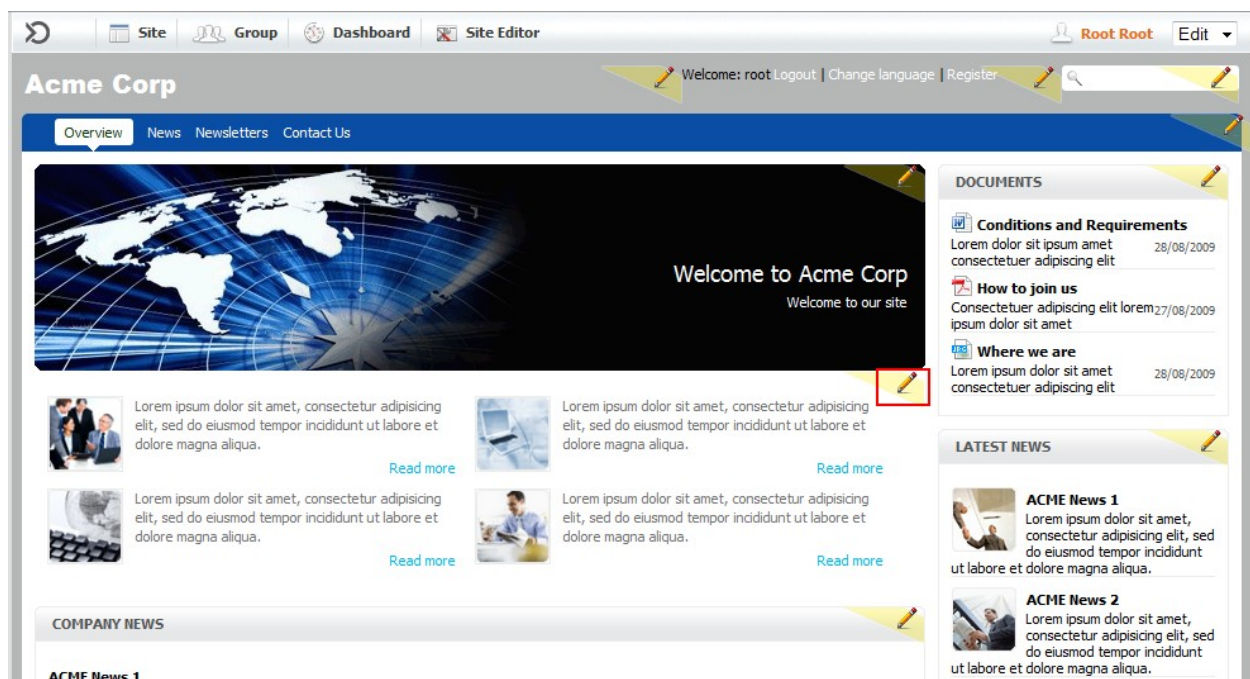 Site Group Dashboard Site Editor Root Root Edit
Acme Corp
Welcome: root Logout | Change language | Register
Overview News Newsletters Contact Us
Welcome to Acme Corp
Welcome to our site
Lorem ipsum dolor sit amet, consectetur adipisicing
elit, sed do eiusmod tempor incididunt ut labore et
dolore magna aliqua.
Read more
Lorem ipsum dolor sit amet, consectetur adipisicing
elit, sed do eiusmod tempor incididunt ut labore et
dolore magna aliqua.
Read more
Lorem ipsum dolor sit amet, consectetur adipisicing
elit, sed do eiusmod tempor incididunt ut labore et
dolore magna aliqua.
Read more
Lorem ipsum dolor sit amet, consectetur adipisicing
elit, sed do eiusmod tempor incididunt ut labore et
dolore magna aliqua.
Read more
COMPANY NEWS
ACME News 1
DOCUMENTS
Conditions and Requirements
Lorem dolor sit ipsum amet 28/08/2009
consectetuer adipiscing elit
How to join us
Consectetuer adipiscing elit lorem 27/08/2009
ipsum dolor sit amet
Where we are
Lorem ipsum dolor sit amet 28/08/2009
consectetuer adipiscing elit
LATEST NEWS
ACME News 1
Lorem ipsum dolor sit amet,
consectetur adipisicing elit, sed
do eiusmod tempor incididunt
ut labore et dolore magna aliqua.
ACME News 2
Lorem ipsum dolor sit amet,
consectetur adipisicing elit, sed
do eiusmod tempor incididunt
ut labore et dolore magna aliqua.